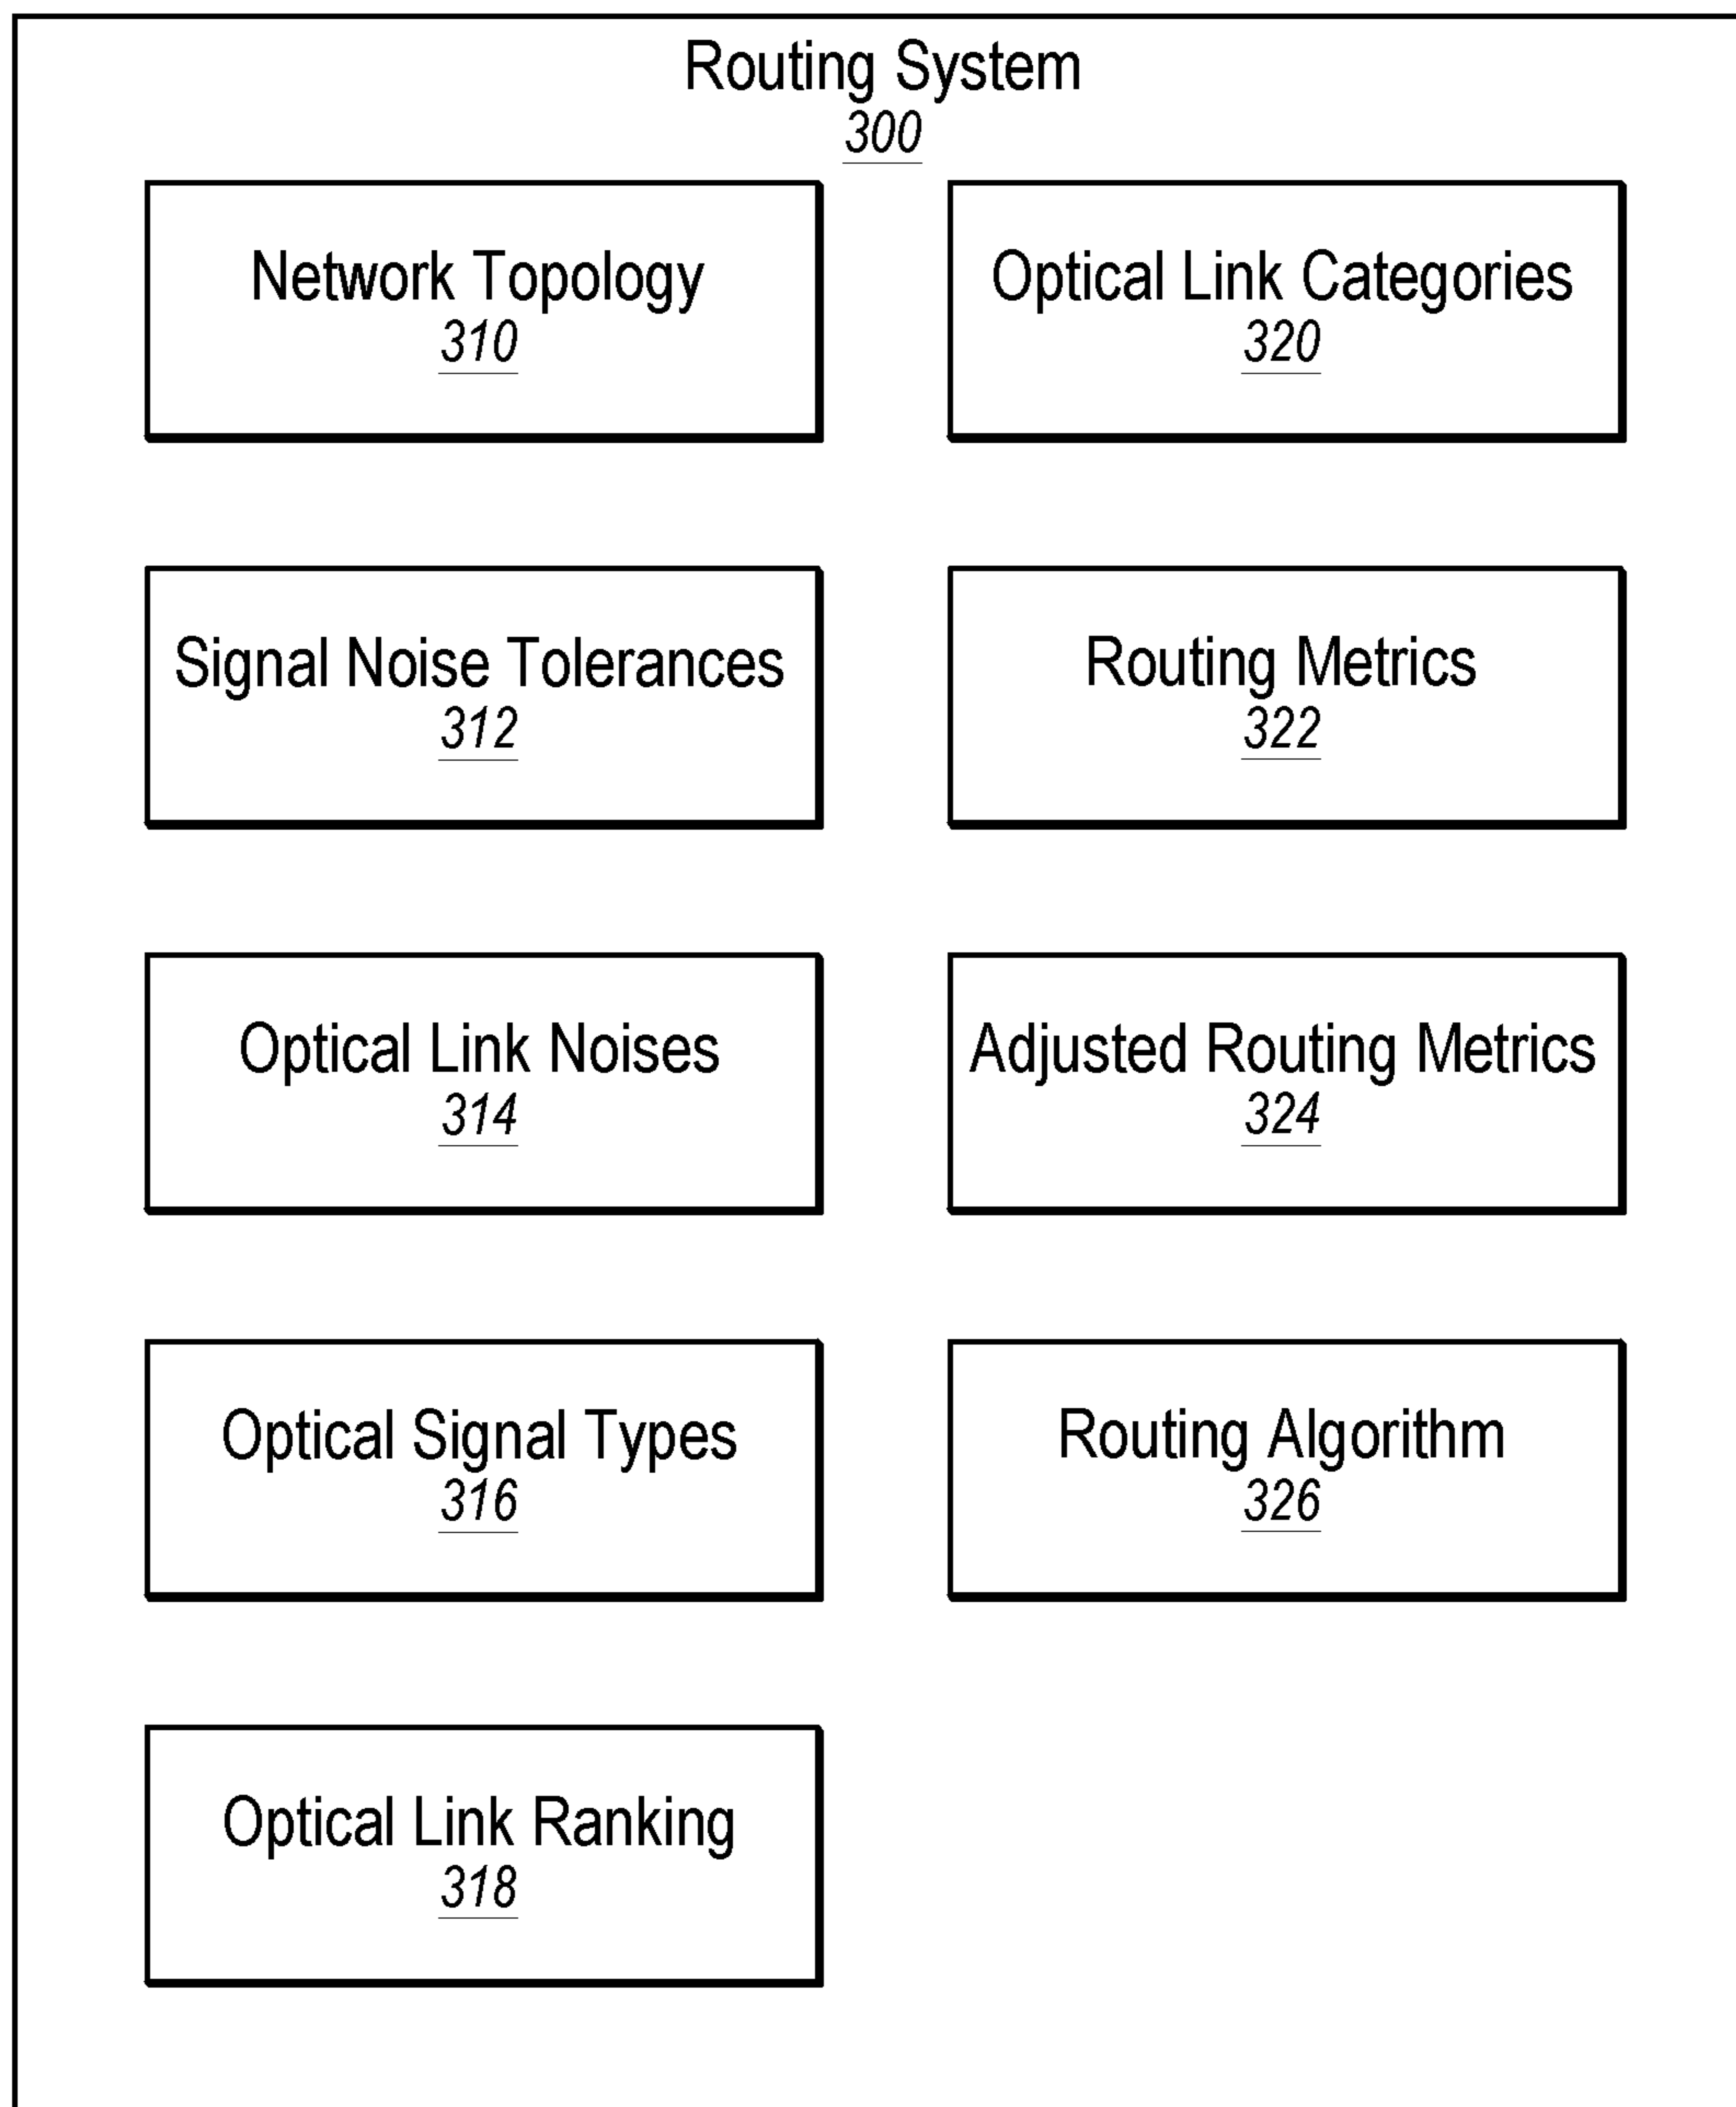 Routing System
300
Network Topology
310
Optical Link Categories
320
Signal Noise Tolerances
312
Routing Metrics
322
Optical Link Noises
314
Adjusted Routing Metrics
324
Optical Signal Types
316
Routing Algorithm
326
Optical Link Ranking
318